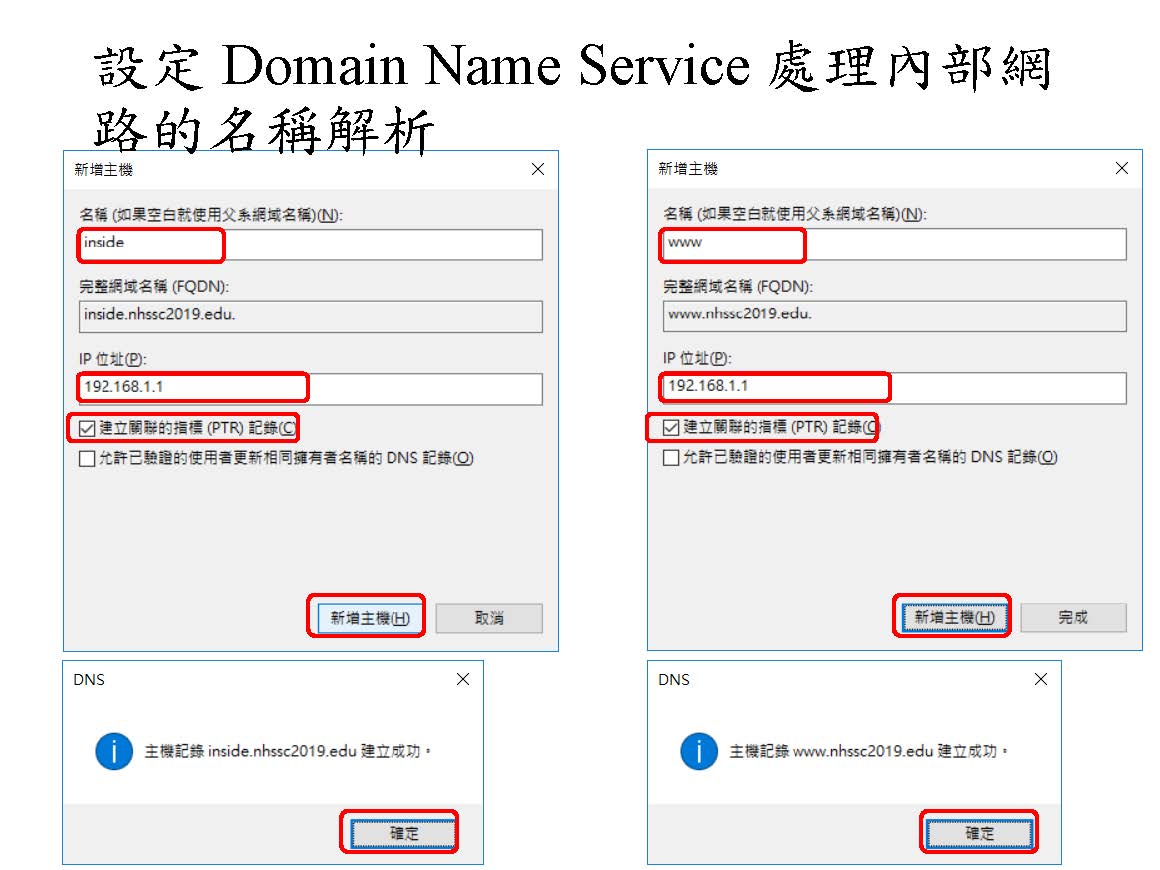 設定 Domain Name Service 處理內部網
路的名稱解析
新增主機
名稱 (如果空白就使用父系網域名稱)(N):
inside
完整網域名稱 (FQDN):
inside.nhssc2019.edu.
IP 位址(P):
192.168.1.1
建立關聯的指標 (PTR) 記錄(C)
允許已驗證的使用者更新相同擁有者名稱的 DNS 記錄(O)
新增主機(H)
取消
新增主機
名稱 (如果空白就使用父系網域名稱)(N):
www
完整網域名稱 (FQDN):
www.nhssc2019.edu.
IP 位址(P):
192.168.1.1
建立關聯的指標 (PTR) 記錄(C)
允許已驗證的使用者更新相同擁有者名稱的 DNS 記錄(O)
新增主機(H)
完成
DNS
主機記錄 inside.nhssc2019.edu 建立成功。
確定
DNS
主機記錄 www.nhssc2019.edu 建立成功。
確定